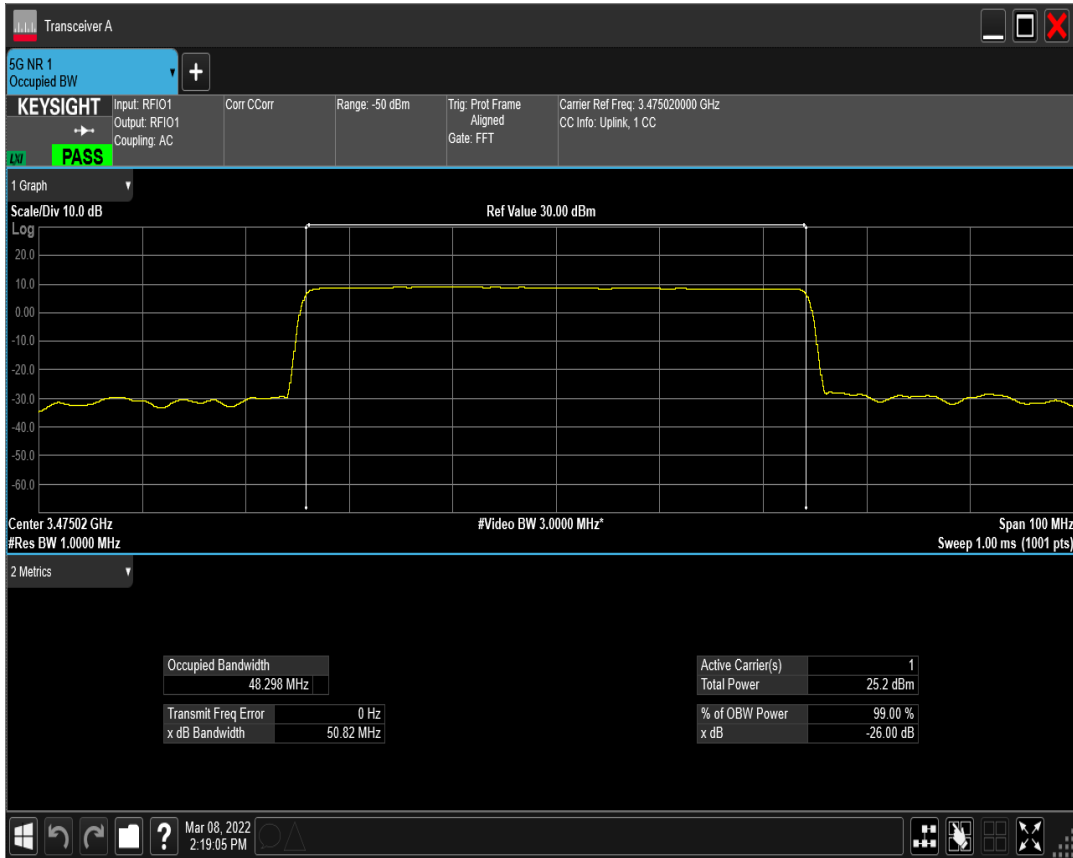 Transceiver A
5G NR 1
Occupied BW
+
KEYSIGHT
LXI
PASS
Input: RFIO1
Output: RFIO1
Coupling: AC
Corr CCorr
Range: -50 dBm
Trig: Prot Frame
Aligned
Gate: FFT
Carrier Ref Freq: 3.475020000 GHz
CC Info: Uplink, 1 CC
1 Graph
Scale/Div 10.0 dB
Ref Value 30.00 dBm
Log
20.0
10.0
0.00
-10.0
-20.0
-30.0
-40.0
-50.0
-60.0
Center 3.47502 GHz
#Video BW 3.0000 MHz*
Span 100 MHz
#Res BW 1.0000 MHz
Sweep 1.00 ms (1001 pts)
2 Metrics
Occupied Bandwidth
48.298 MHz
Transmit Freq Error 0 Hz
x dB Bandwidth 50.82 MHz
Active Carrier(s) 1
Total Power 25.2 dBm
% of OBW Power 99.00 %
x dB -26.00 dB
?
Mar 08, 2022
2:19:05 PM